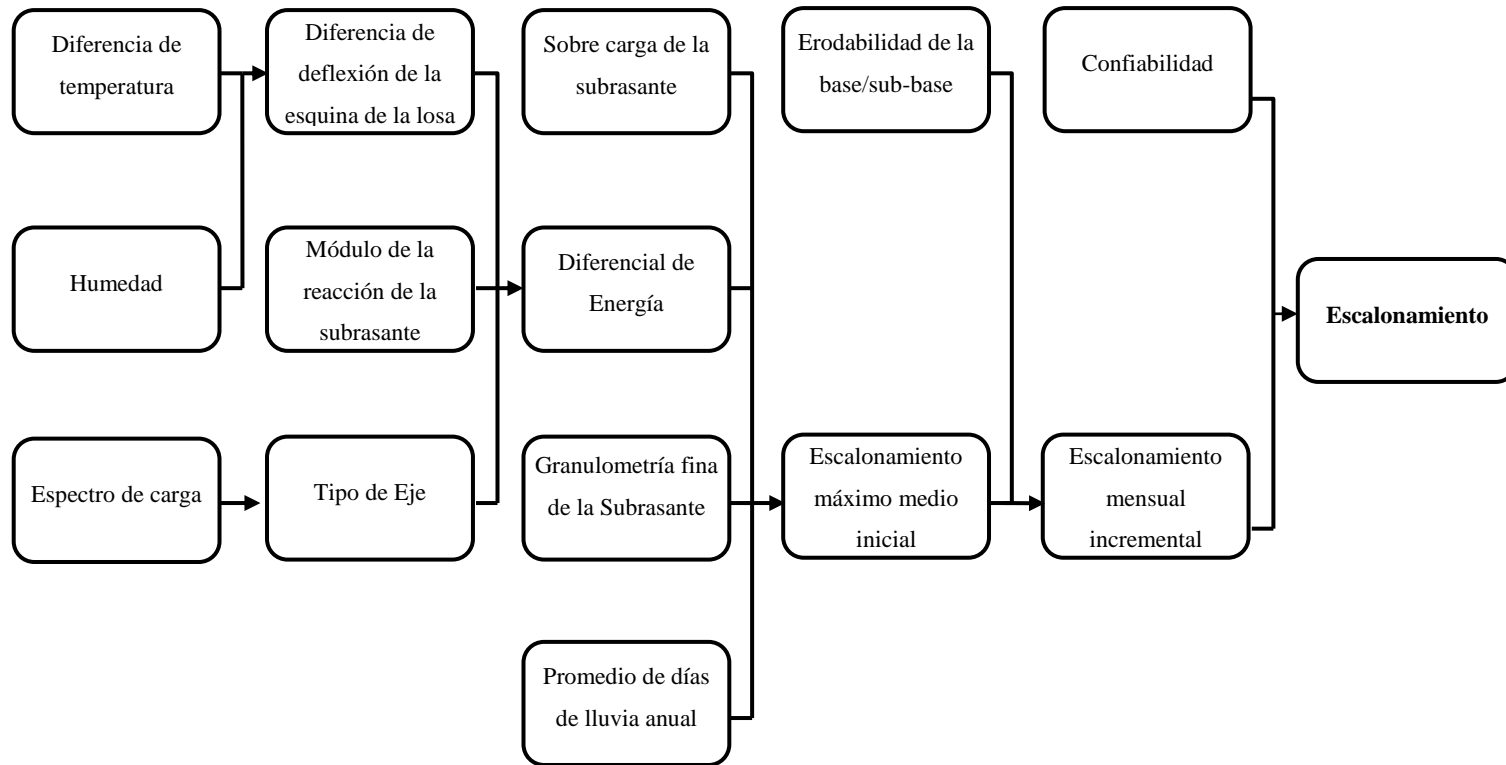 Diferencia de
temperatura
Diferencia de
deflexión de la
esquina de la losa
Sobre carga de la
subrasante
Erodabilidad de la
base/sub-base
Confiabilidad
Humedad
Módulo de la
reacción de la
subrasante
Diferencial de
Energía
Escalonamiento
Espectro de carga
Tipo de Eje
Granulometría fina
de la Subrasante
Escalonamiento
máximo medio
inicial
Escalonamiento
mensual
incremental
Promedio de días
de lluvia anual